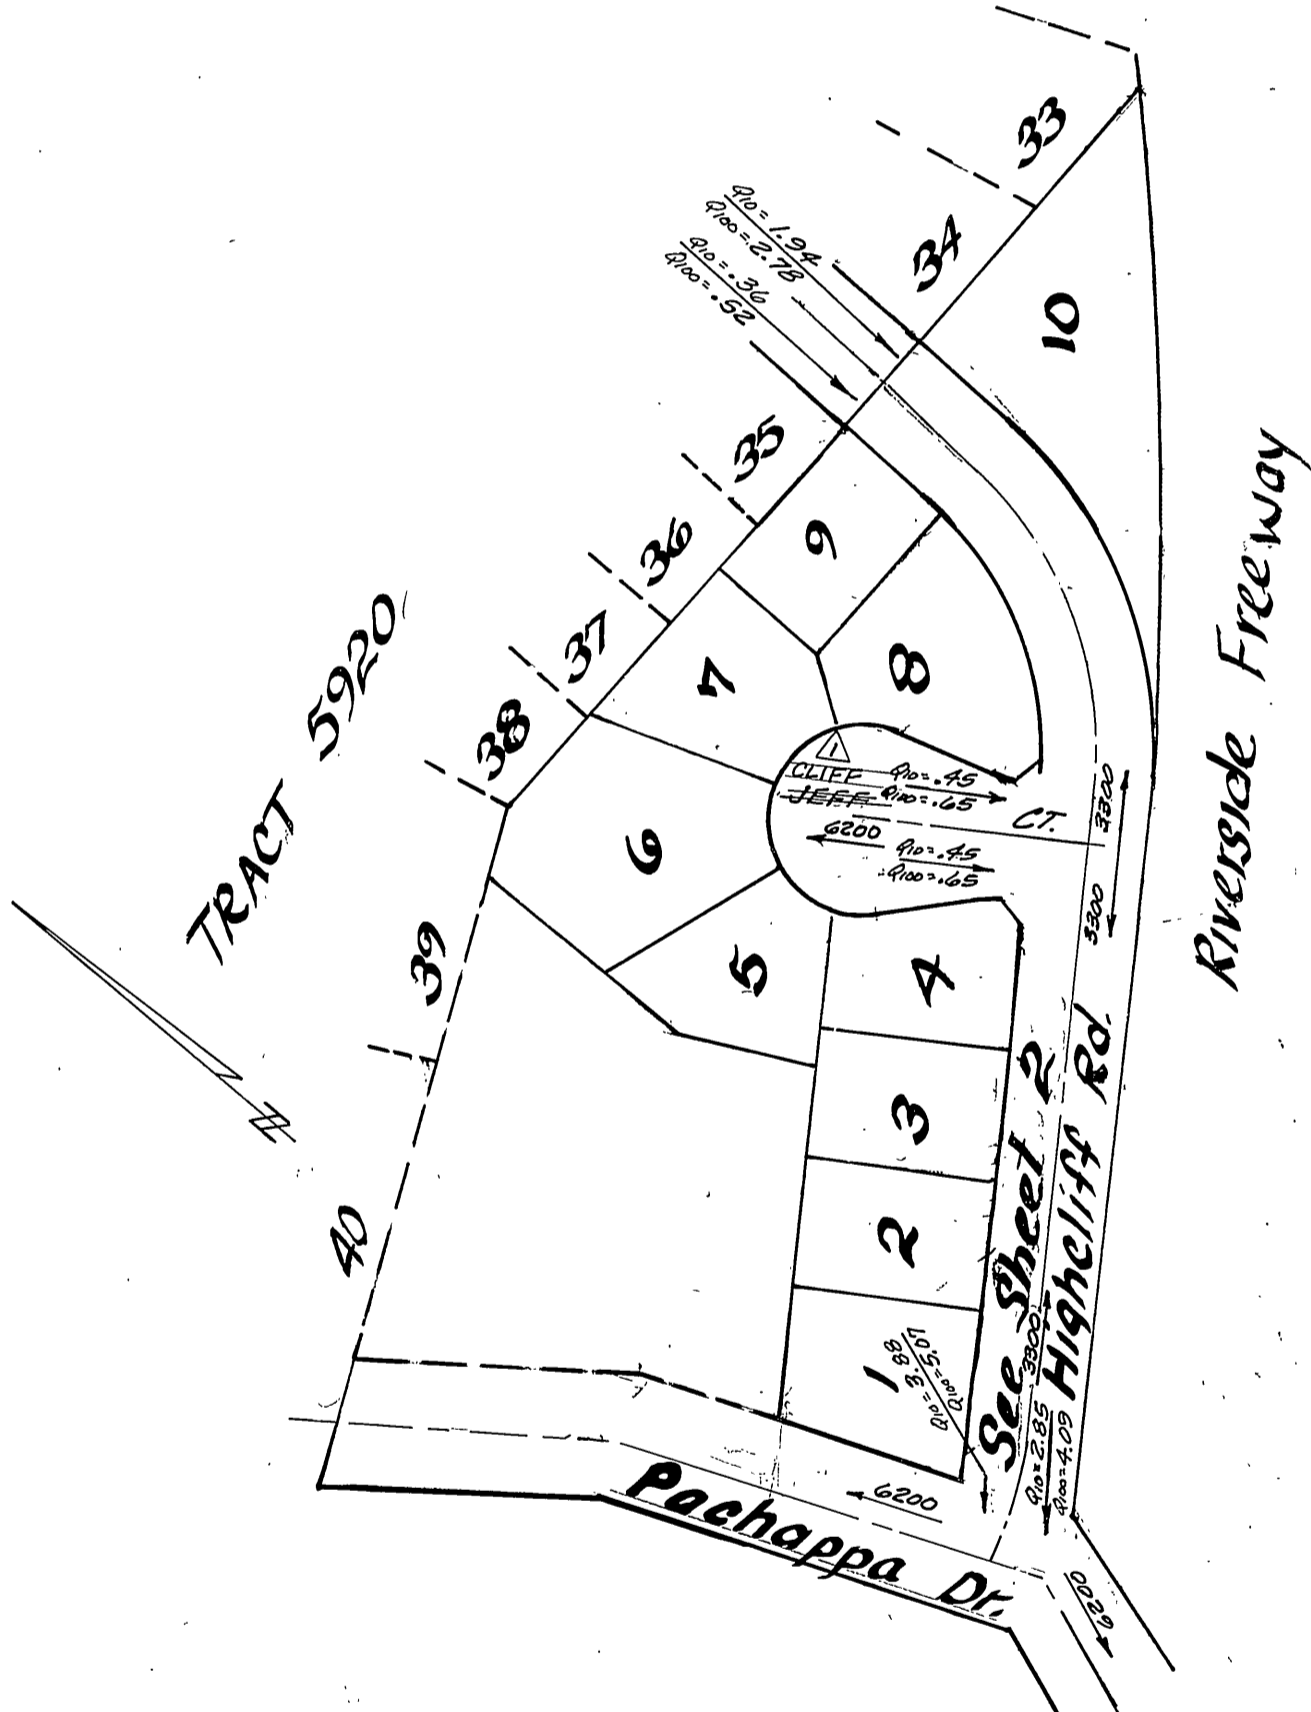 33
34
10
Q10 = 1.94
Q100 = 2.78
Q10 = .36
Q100 = .52
35
36
37
38
39
40
TRACT 5920
9
8
7
6
5
4
3
2
1
1
CLIFF
JEFF
CT.
Q10 = .45
Q100 = .65
6200
Q10 = .45
Q100 = .65
3300
3300
Riverside Freeway
See Sheet 2
Highcliff Rd.
3300
Q10 = 3.88
Q100 = 5.07
Q10 = 2.85
Q100 = 4.09
6200
Pachappa Dr.
6200